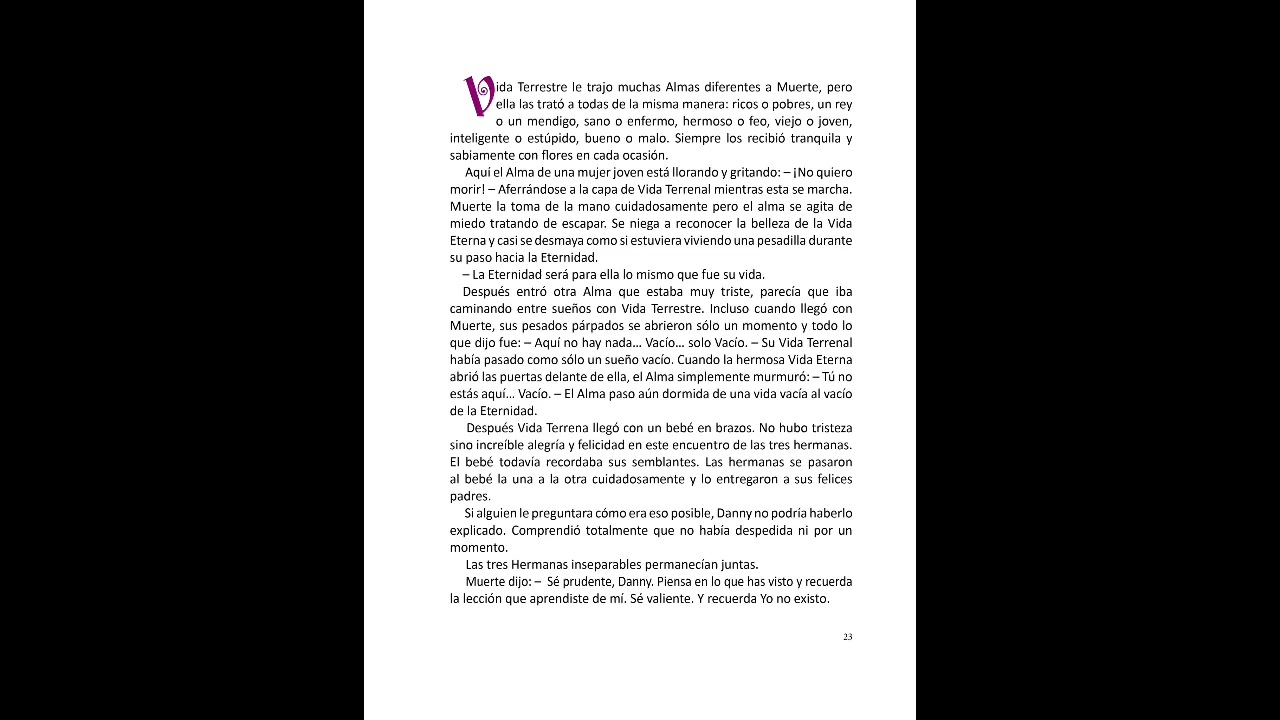 Vida Terrestre le trajo muchas Almas diferentes a Muerte, pero
ella las trató a todas de la misma manera: ricos o pobres, un rey
o un mendigo, sano o enfermo, hermoso o feo, viejo o joven,
inteligente o estúpido, bueno o malo. Siempre los recibió tranquila y
sabiamente con flores en cada ocasión.
Aquí el Alma de una mujer joven está llorando y gritando: – ¡No quiero
morir! – Aferrándose a la capa de Vida Terrenal mientras esta se marcha.
Muerte la toma de la mano cuidadosamente pero el alma se agita de
miedo tratando de escapar. Se niega a reconocer la belleza de la Vida
Eterna y casi se desmaya como si estuviera viviendo una pesadilla durante
su paso hacia la Eternidad.
– La Eternidad será para ella lo mismo que fue su vida.
Después entró otra Alma que estaba muy triste, parecía que iba
caminando entre sueños con Vida Terrestre. Incluso cuando llegó con
Muerte, sus pesados párpados se abrieron sólo un momento y todo lo
que dijo fue: – Aquí no hay nada... Vacío... solo Vacío. – Su Vida Terrenal
había pasado como sólo un sueño vacío. Cuando la hermosa Vida Eterna
abrió las puertas delante de ella, el Alma simplemente murmuró: – Tú no
estás aquí... Vacío. – El Alma paso aún dormida de una vida vacía al vacío
de la Eternidad.
Después Vida Terrena llegó con un bebé en brazos. No hubo tristeza
sino increíble alegría y felicidad en este encuentro de las tres hermanas.
El bebé todavía recordaba sus semblantes. Las hermanas se pasaron
al bebé la una a la otra cuidadosamente y lo entregaron a sus felices
padres.
Si alguien le preguntara cómo era eso posible, Danny no podría haberlo
explicado. Comprendió totalmente que no había despedida ni por un
momento.
Las tres Hermanas inseparables permanecían juntas.
Muerte dijo: – Sé prudente, Danny. Piensa en lo que has visto y recuerda
la lección que aprendiste de mí. Sé valiente. Y recuerda Yo no existo.
23